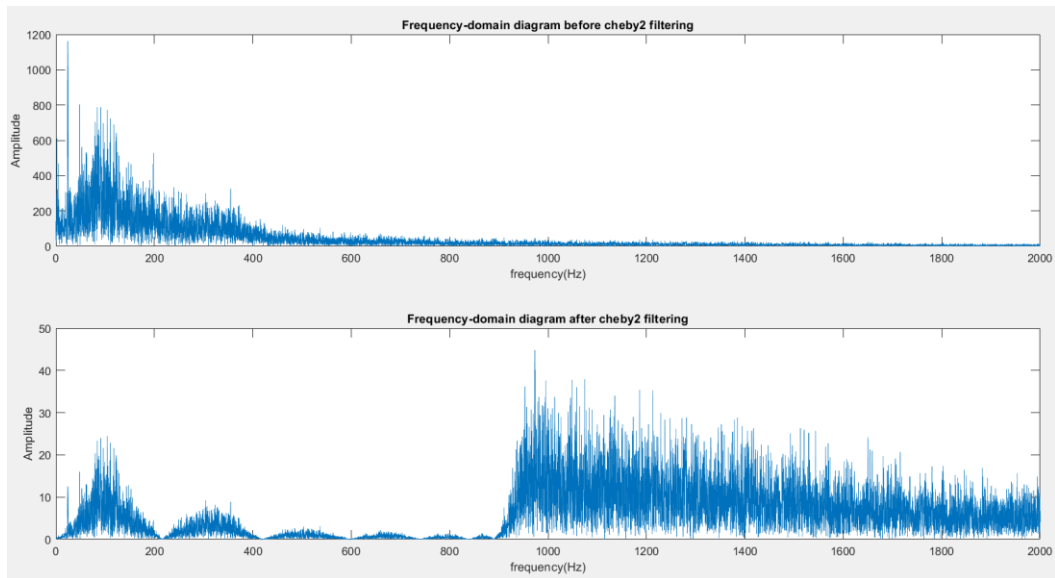 Frequency-domain diagram before cheby2 filtering
1200
1000
800
600
400
200
0
Amplitude
0 200 400 600 800 1000 1200 1400 1600 1800 2000
frequency(Hz)
Frequency-domain diagram after cheby2 filtering
50
40
30
20
10
0
Amplitude
0 200 400 600 800 1000 1200 1400 1600 1800 2000
frequency(Hz)